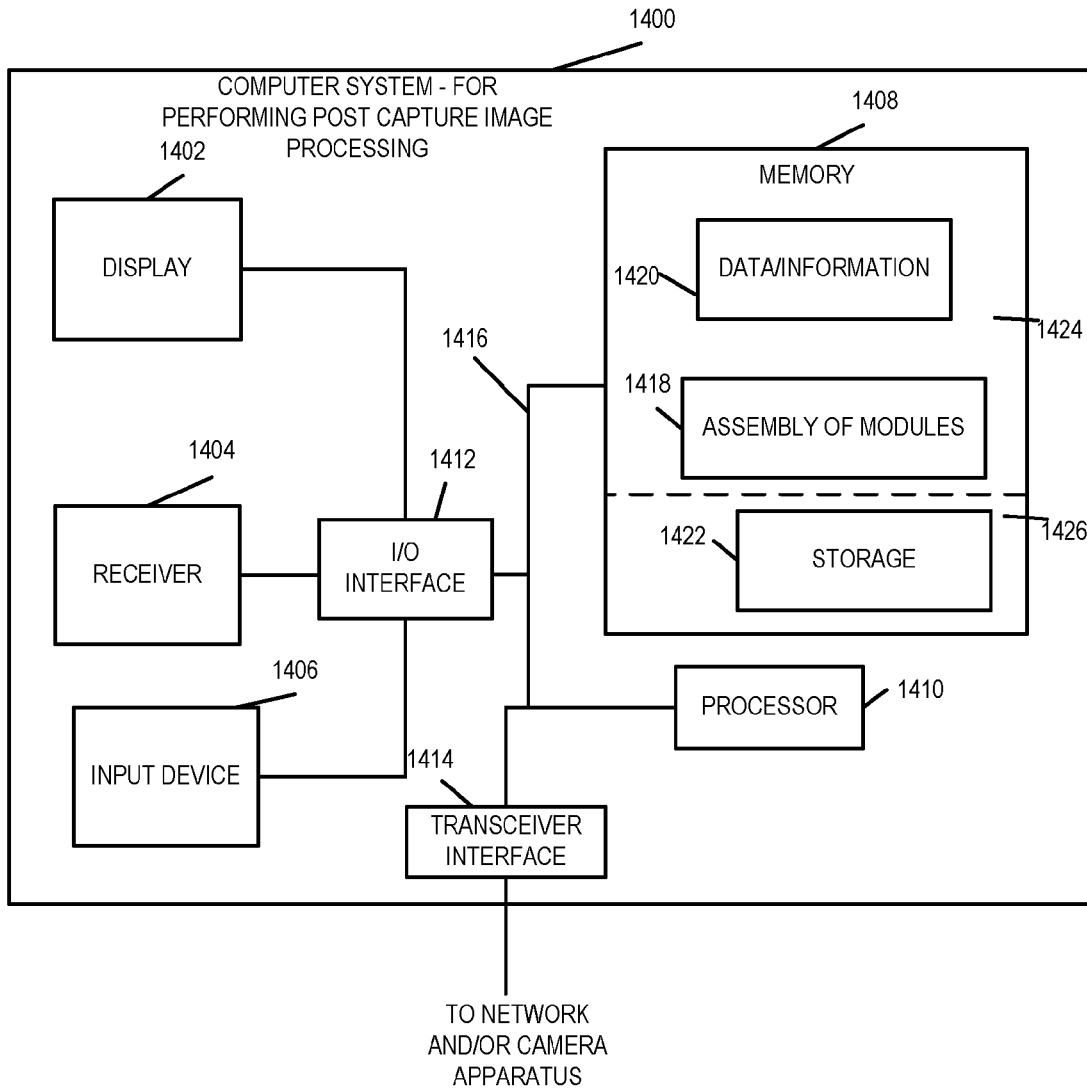 1400
COMPUTER SYSTEM - FOR
PERFORMING POST CAPTURE IMAGE
PROCESSING
1402
DISPLAY
1408
MEMORY
DATA/INFORMATION
1420
1424
1416
1418
ASSEMBLY OF MODULES
1404
RECEIVER
1412
I/O
INTERFACE
1422
STORAGE
1426
1406
INPUT DEVICE
PROCESSOR
1410
1414
TRANSCEIVER
INTERFACE
TO NETWORK
AND/OR CAMERA
APPARATUS